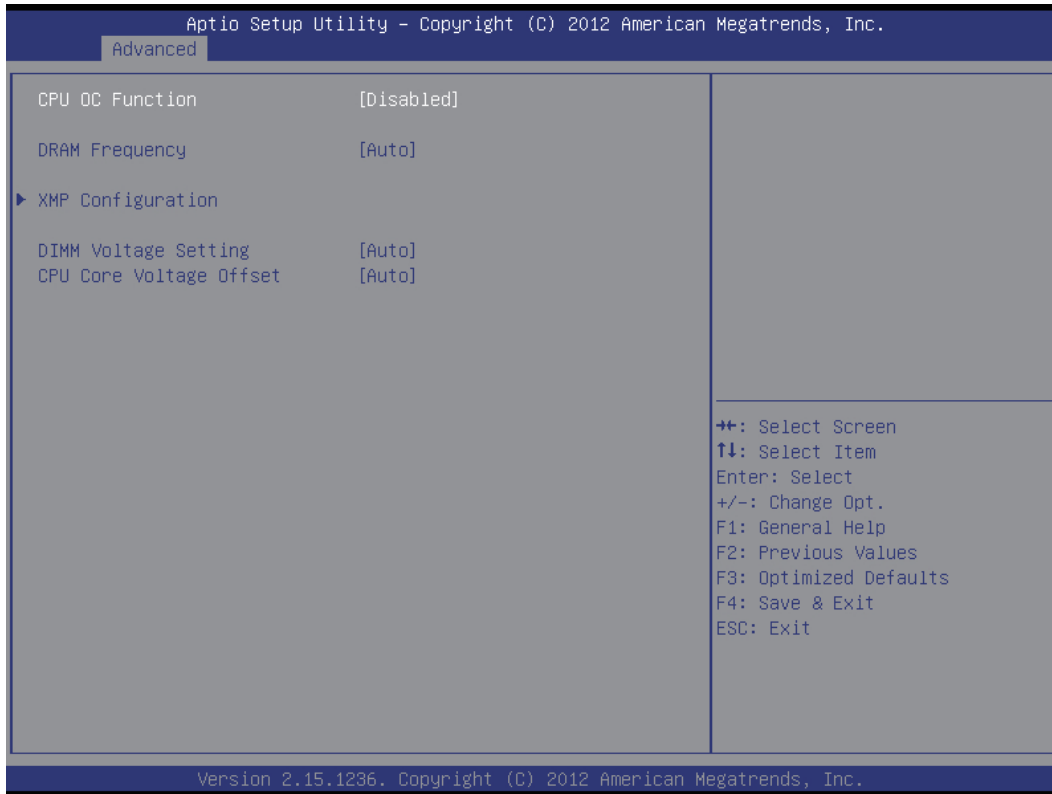 Aptio Setup Utility – Copyright (C) 2012 American Megatrends, Inc.
Advanced
CPU OC Function [Disabled]
DRAM Frequency [Auto]
▶ XMP Configuration
DIMM Voltage Setting [Auto]
CPU Core Voltage Offset [Auto]
→←: Select Screen
↑↓: Select Item
Enter: Select
+/-: Change Opt.
F1: General Help
F2: Previous Values
F3: Optimized Defaults
F4: Save & Exit
ESC: Exit
Version 2.15.1236. Copyright (C) 2012 American Megatrends, Inc.